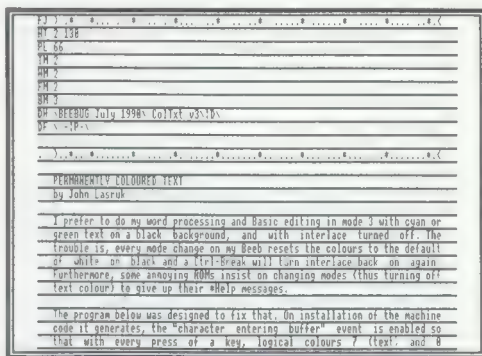 FJ
HT 2 130
PL 66
TM 2
HM 2
FM 2
BM 3
DH \BEEBUG July 1990\ ColTxt v3\!D\
DF \ -!P-\
PERMANENTLY COLOURED TEXT
by John Lasruk
I prefer to do my word processing and Basic editing in mode 3 with cyan or
green text on a black background, and with interlace turned off. The
trouble is, every mode change on my Beeb resets the colours to the default
of white on black and a Ctrl-Break will turn interlace back on again
Furthermore, some annoying ROMs insist on changing modes (thus turning off
text colour) to give up their *Help messages.
The program below was designed to fix that. On installation of the machine
code it generates, the "character entering buffer" event is enabled so
that with every press of a key, logical colours 7 (text) and 0